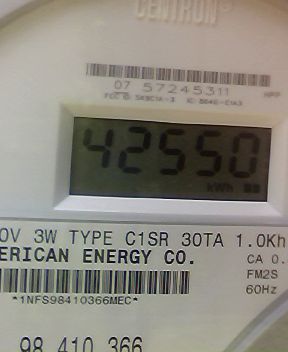 CENTRON®
07 57245311
42550
kWh
0V 3W TYPE C1SR 30TA 1.0Kh
ERICAN ENERGY CO.
CA 0.
FM2S
*1NFS98410366MEC*
60Hz
98 410 366